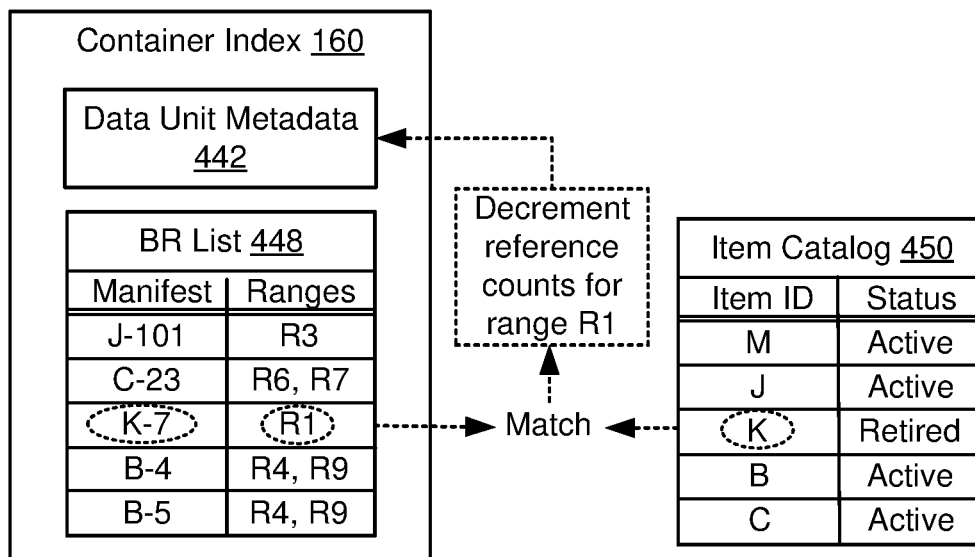 Container Index 160
Data Unit Metadata
442
BR List 448
Manifest Ranges
J-101 R3
C-23 R6, R7
K-7 R1
B-4 R4, R9
B-5 R4, R9
Decrement
reference
counts for
range R1
Match
Item Catalog 450
Item ID Status
M Active
J Active
K Retired
B Active
C Active